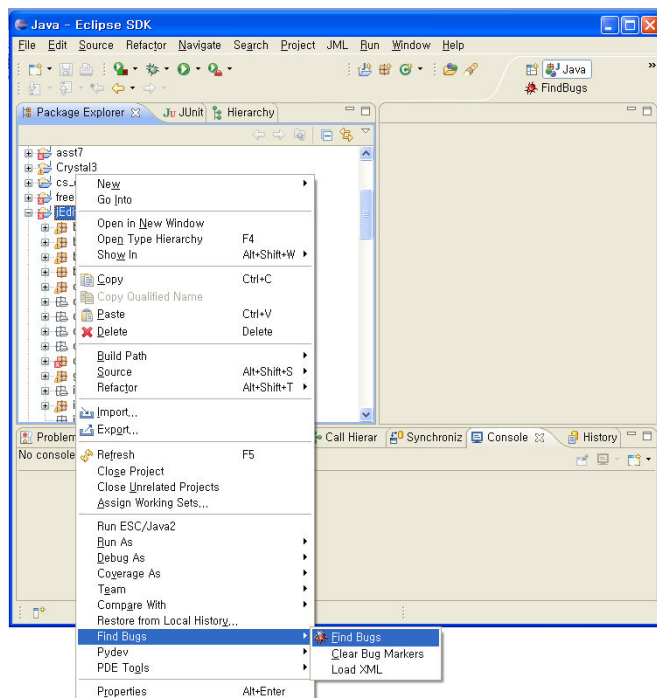 Java - Eclipse SDK
File Edit Source Refactor Navigate Search Project JML Run Window Help
Java
»
FindBugs
Package Explorer Ju JUnit Hierarchy
asst7
Crystal3
cs_
free
jEdi
New
Go Into
Open in New Window
Open Type Hierarchy F4
Show In Alt+Shift+W
Copy Ctrl+C
Copy Qualified Name
Paste Ctrl+V
Delete Delete
Build Path
Source Alt+Shift+S
Refactor Alt+Shift+T
Import...
Export...
Problem Call Hierar Synchroniz Console History
No console
Refresh F5
Close Project
Close Unrelated Projects
Assign Working Sets...
Run ESC/Java2
Run As
Debug As
Coverage As
Team
Compare With
Restore from Local History...
Find Bugs
Find Bugs
Pydev
Clear Bug Markers
PDE Tools
Load XML
Properties Alt+Enter